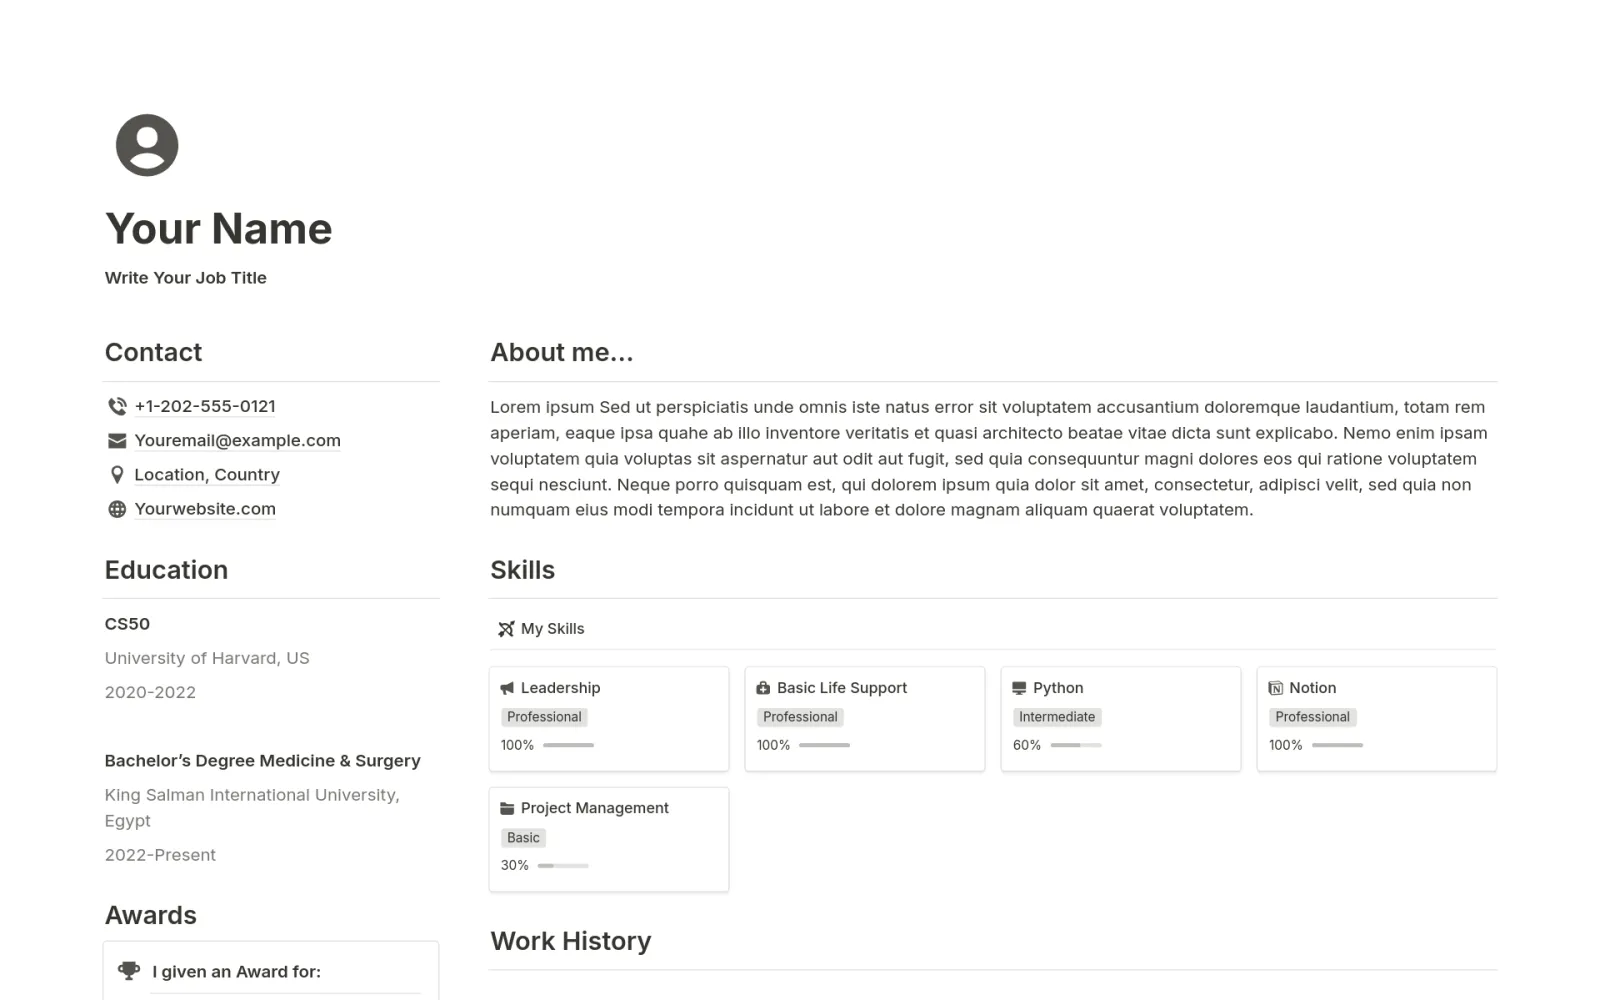 Your Name
Write Your Job Title
Contact
+1-202-555-0121
Youremail@example.com
Location, Country
Yourwebsite.com
Education
CS50
University of Harvard, US
2020-2022
Bachelor’s Degree Medicine & Surgery
King Salman International University,
Egypt
2022-Present
Awards
I given an Award for:
About me...
Lorem ipsum Sed ut perspiciatis unde omnis iste natus error sit voluptatem accusantium doloremque laudantium, totam rem
aperiam, eaque ipsa quahe ab illo inventore veritatis et quasi architecto beatae vitae dicta sunt explicabo. Nemo enim ipsam
voluptatem quia voluptas sit aspernatur aut odit aut fugit, sed quia consequuntur magni dolores eos qui ratione voluptatem
sequi nesciunt. Neque porro quisquam est, qui dolorem ipsum quia dolor sit amet, consectetur, adipisci velit, sed quia non
numquam eius modi tempora incidunt ut labore et dolore magnam aliquam quaerat voluptatem.
Skills
My Skills
Leadership
Professional
100%
Basic Life Support
Professional
100%
Python
Intermediate
60%
Notion
Professional
100%
Project Management
Basic
30%
Work History